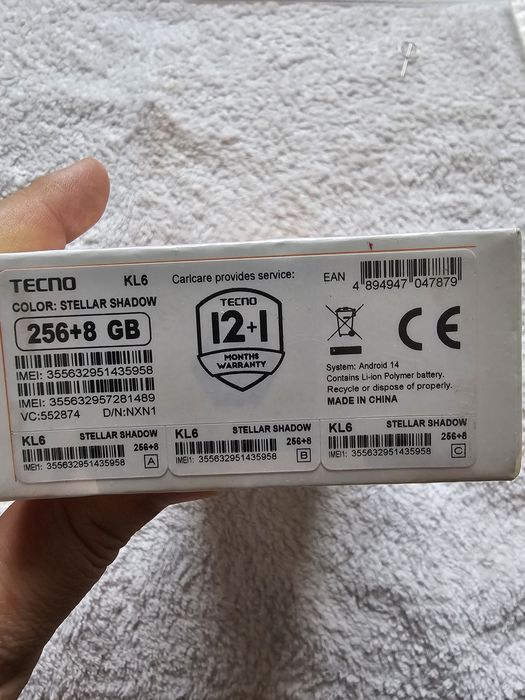 TECNO KL6
COLOR: STELLAR SHADOW
256+8 GB
IMEI: 355632951435958
IMEI: 355632957281489
VC:552874 D/N:NXN1
Carlcare provides service:
TECNO
12+1
MONTHS
WARRANTY
EAN
4 894947 047879
CE
System: Android 14
Contains Li-ion Polymer battery.
Recycle or dispose of properly.
MADE IN CHINA
KL6 STELLAR SHADOW
256+8
IMEI1: 355632951435958 A
KL6 STELLAR SHADOW
256+8
IMEI1: 355632951435958 B
KL6 STELLAR SHADOW
256+8
IMEI1: 355632951435958 C